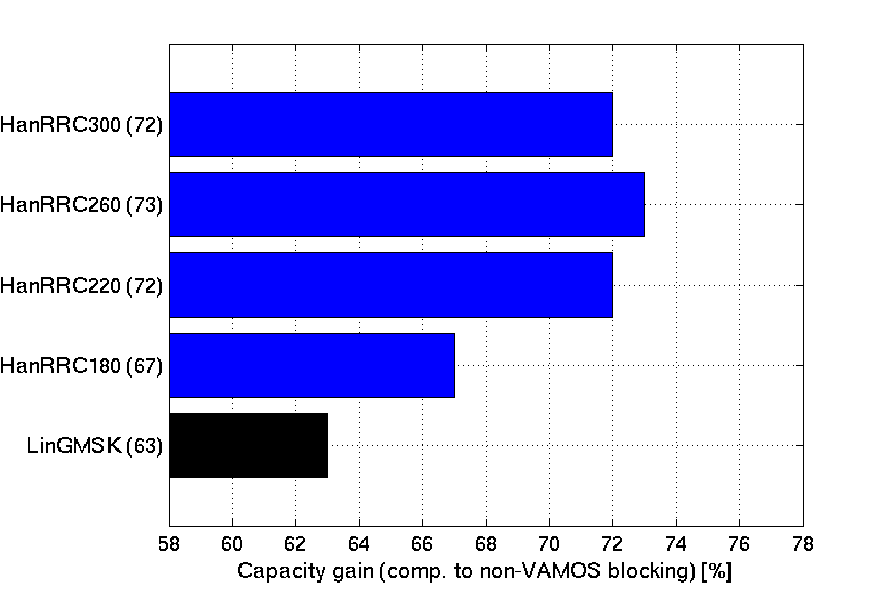 HanRRC300 (72)
HanRRC260 (73)
HanRRC220 (72)
HanRRC180 (67)
LinGMSK (63)
58 60 62 64 66 68 70 72 74 76 78
Capacity gain (comp. to non-VAMOS blocking) [%]